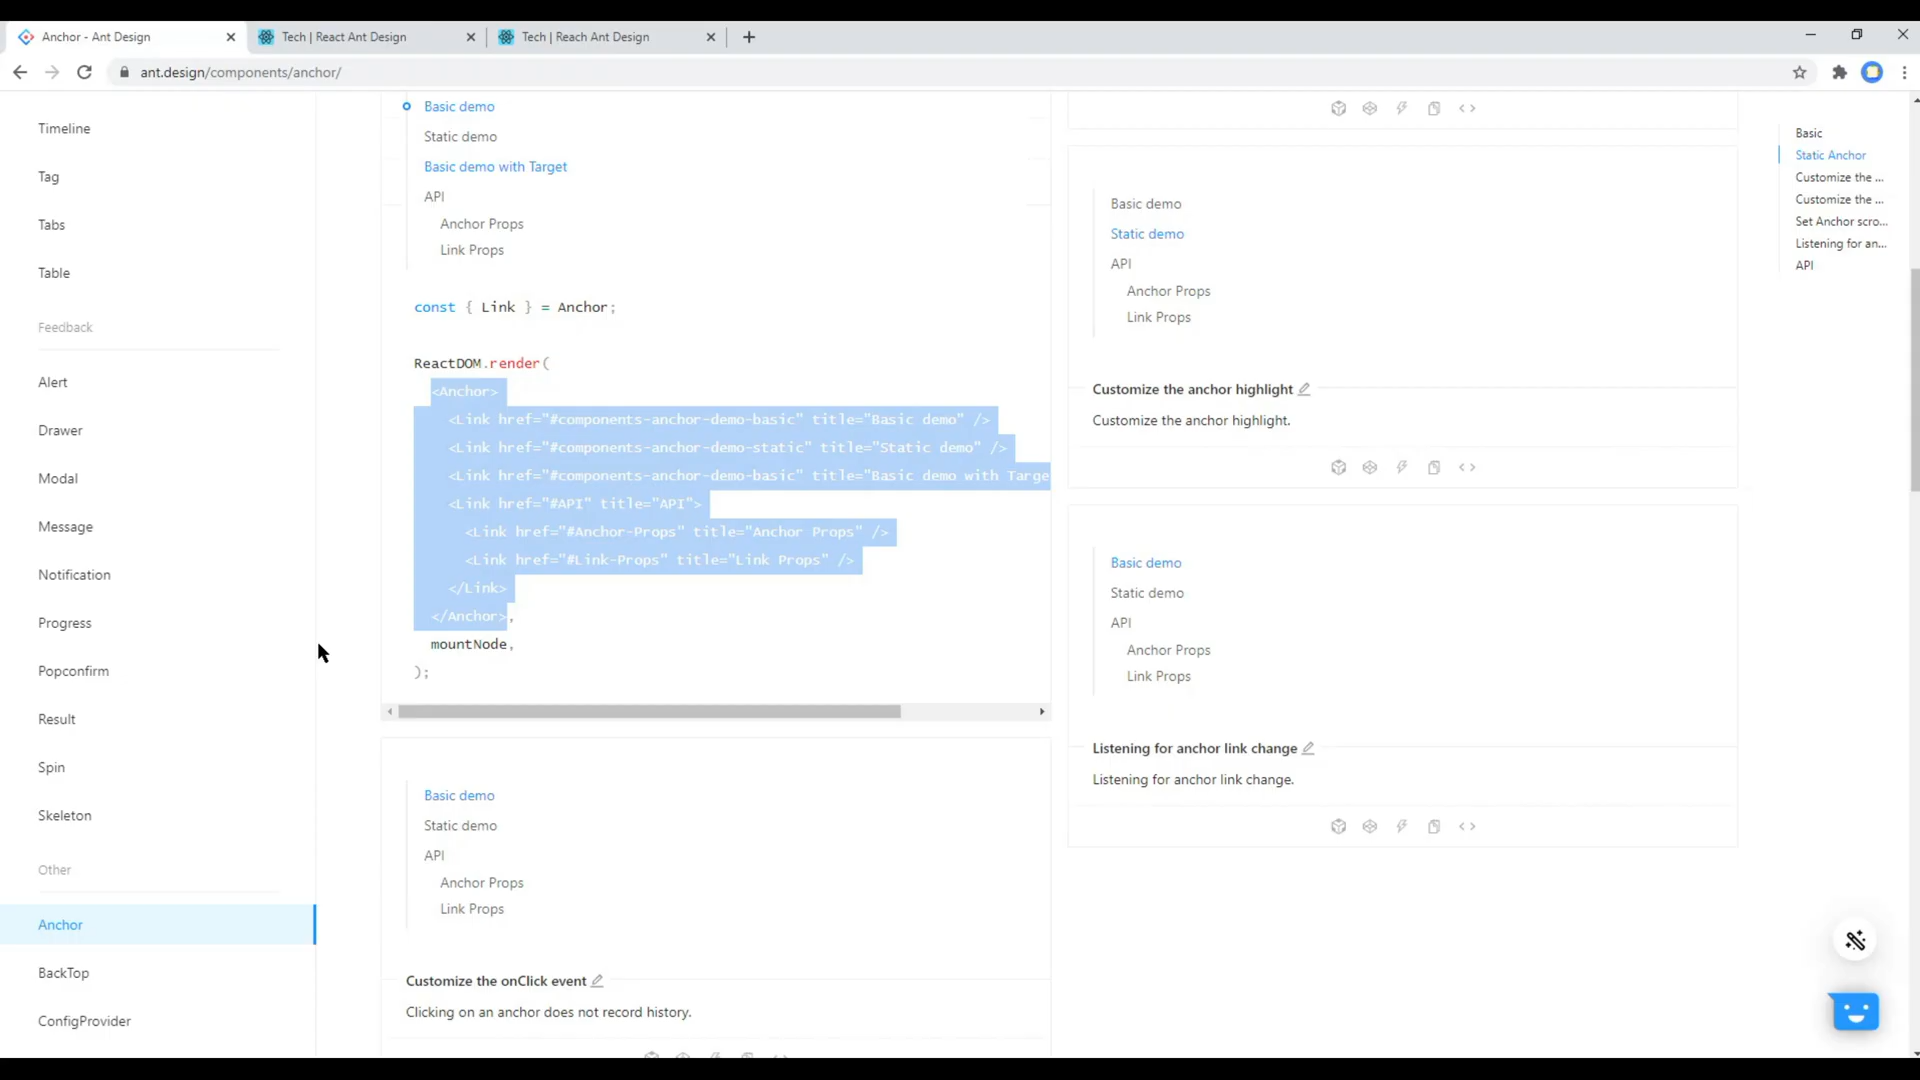 Anchor - Ant Design
Tech | React Ant Design
Tech | Reach Ant Design
ant.design/components/anchor/
Timeline
Tag
Tabs
Table
Feedback
Alert
Drawer
Modal
Message
Notification
Progress
Popconfirm
Result
Spin
Skeleton
Other
Anchor
BackTop
ConfigProvider
Basic demo
Static demo
Basic demo with Target
API
Anchor Props
Link Props
const { Link } = Anchor;
ReactDOM.render(
<Anchor>
<Link href="#components-anchor-demo-basic" title="Basic demo" />
<Link href="#components-anchor-demo-static" title="Static demo" />
<Link href="#components-anchor-demo-basic" title="Basic demo with Targe
<Link href="#API" title="API">
<Link href="#Anchor-Props" title="Anchor Props" />
<Link href="#Link-Props" title="Link Props" />
</Link>
</Anchor>,
mountNode,
);
Basic demo
Static demo
API
Anchor Props
Link Props
Customize the onClick event
Clicking on an anchor does not record history.
Basic demo
Static demo
API
Anchor Props
Link Props
Customize the anchor highlight
Customize the anchor highlight.
Basic demo
Static demo
API
Anchor Props
Link Props
Listening for anchor link change
Listening for anchor link change.
Basic
Static Anchor
Customize the ...
Customize the ...
Set Anchor scro...
Listening for an...
API